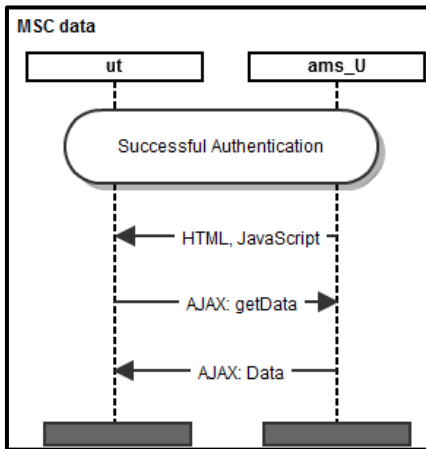 MSC data
ut
ams_U
Successful Authentication
HTML, JavaScript
AJAX: getData
AJAX: Data